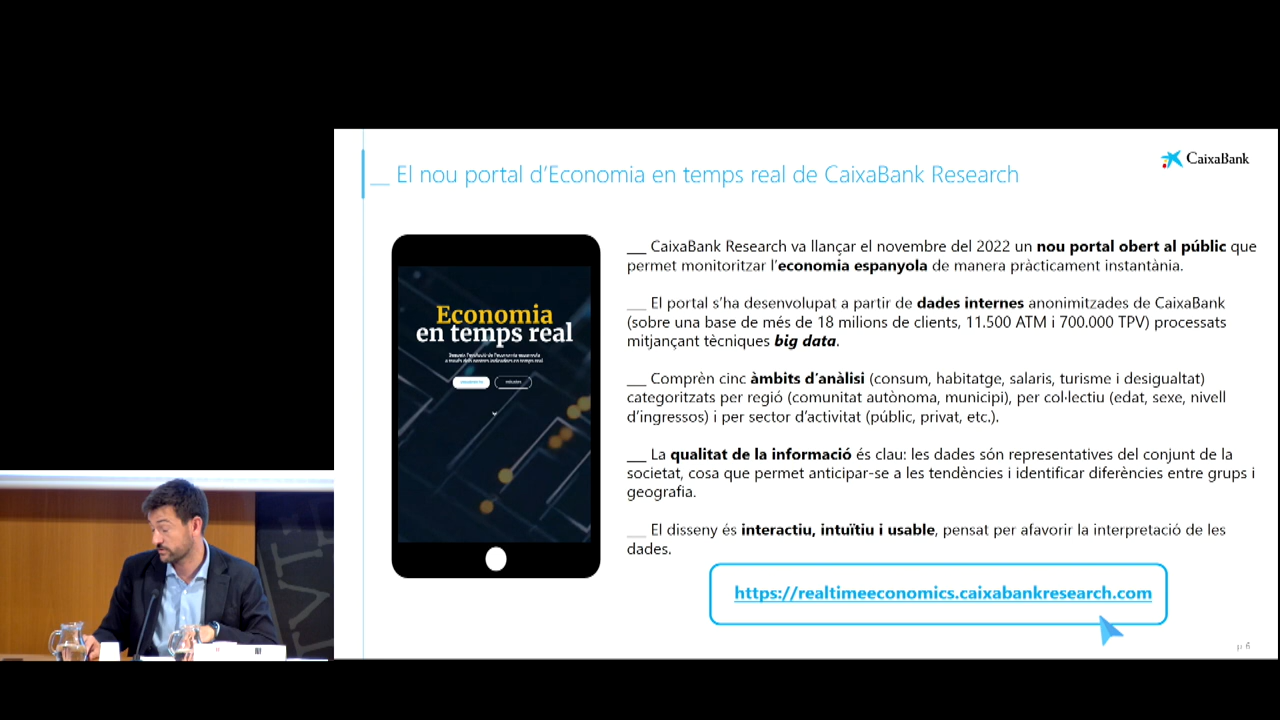 El nou portal d'Economia en temps real de CaixaBank Research
CaixaBank
Economia
en temps real
__ CaixaBank Research va llançar el novembre del 2022 un nou portal obert al públic que
permet monitoritzar l'economia espanyola de manera pràcticament instantània.
__ El portal s'ha desenvolupat a partir de dades internes anonimitzades de CaixaBank
(sobre una base de més de 18 milions de clients, 11.500 ATM i 700.000 TPV) processats
mitjançant tècniques big data.
__ Comprèn cinc àmbits d'anàlisi (consum, habitatge, salaris, turisme i desigualtat)
categoritzats per regió (comunitat autònoma, municipi), per col·lectiu (edat, sexe, nivell
d'ingressos) i per sector d'activitat (públic, privat, etc.).
__ La qualitat de la informació és clau: les dades són representatives del conjunt de la
societat, cosa que permet anticipar-se a les tendències i identificar diferències entre grups i
geografia.
__ El disseny és interactiu, intuïtiu i usable, pensat per afavorir la interpretació de les
dades.
https://realtimeeconomics.caixabankresearch.com